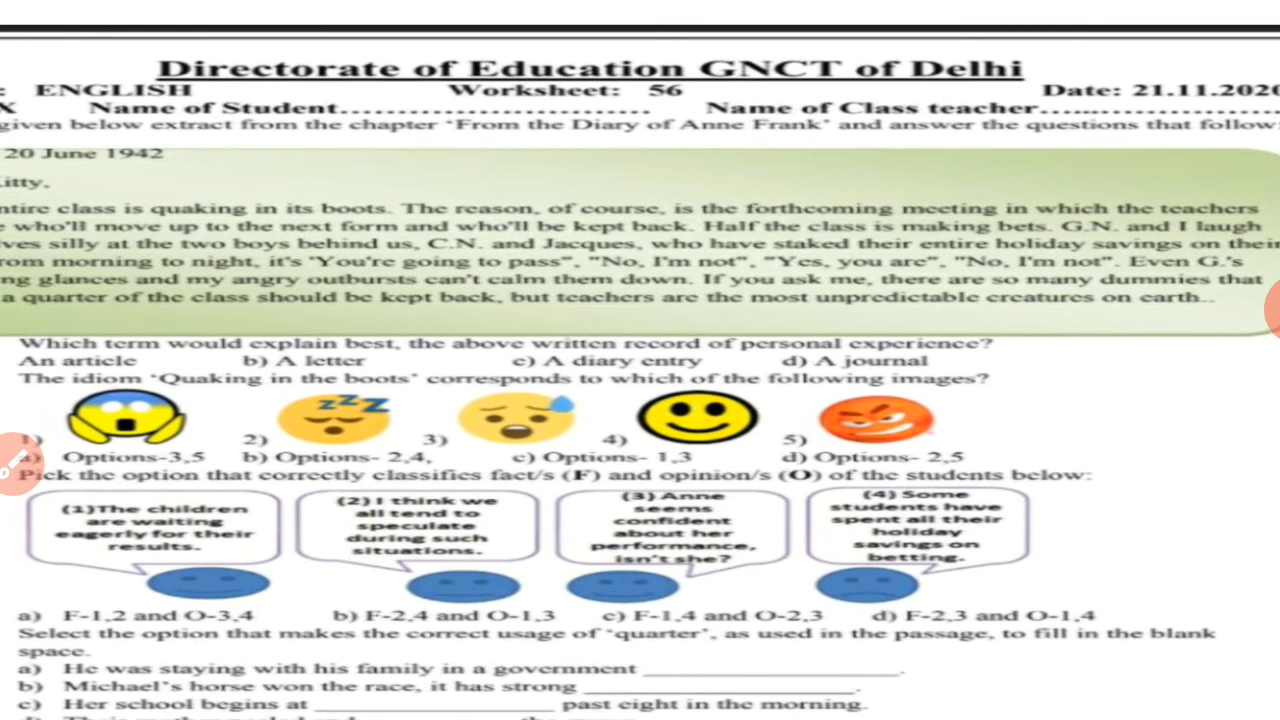 Directorate of Education GNCT of Delhi
: ENGLISH Worksheet: 56 Date: 21.11.2020
X Name of Student................................ Name of Class teacher........................
given below extract from the chapter ‘From the Diary of Anne Frank’ and answer the questions that follow:
20 June 1942
Kitty,
ntire class is quaking in its boots. The reason, of course, is the forthcoming meeting in which the teachers
e who'll move up to the next form and who'll be kept back. Half the class is making bets. G.N. and I laugh
lves silly at the two boys behind us, C.N. and Jacques, who have staked their entire holiday savings on their
rom morning to night, it's "You're going to pass", "No, I'm not", "Yes, you are", "No, I'm not". Even G.'s
ng glances and my angry outbursts can't calm them down. If you ask me, there are so many dummies that
a quarter of the class should be kept back, but teachers are the most unpredictable creatures on earth..
Which term would explain best, the above written record of personal experience?
An article b) A letter c) A diary entry d) A journal
The idiom ‘Quaking in the boots’ corresponds to which of the following images?
1) 2) 3) 4) 5)
a) Options-3,5 b) Options- 2,4, c) Options- 1,3 d) Options- 2,5
Pick the option that correctly classifies fact/s (F) and opinion/s (O) of the students below:
(1)The children
are waiting
eagerly for their
results.
(2) I think we
all tend to
speculate
during such
situations.
(3) Anne
seems
confident
about her
performance,
isn't she?
(4) Some
students have
spent all their
holiday
savings on
betting.
a) F-1,2 and O-3,4 b) F-2,4 and O-1,3 c) F-1,4 and O-2,3 d) F-2,3 and O-1,4
Select the option that makes the correct usage of ‘quarter’, as used in the passage, to fill in the blank
space.
a) He was staying with his family in a government ____________________.
b) Michael’s horse won the race, it has strong ____________________.
c) Her school begins at __________________ past eight in the morning.